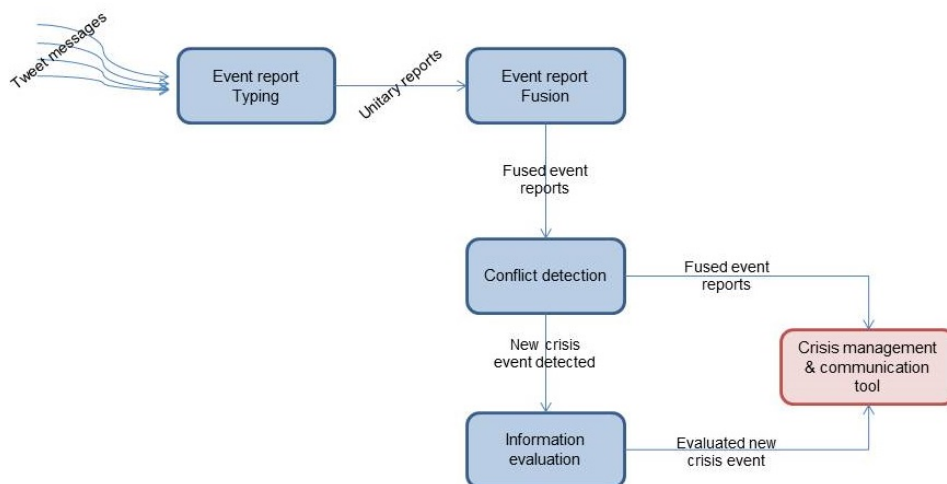 Tweet messages
Event report
Typing
Unitary reports
Event report
Fusion
Fused event
reports
Conflict detection
Fused event
reports
New crisis
event detected
Crisis management
& communication
tool
Information
evaluation
Evaluated new
crisis event